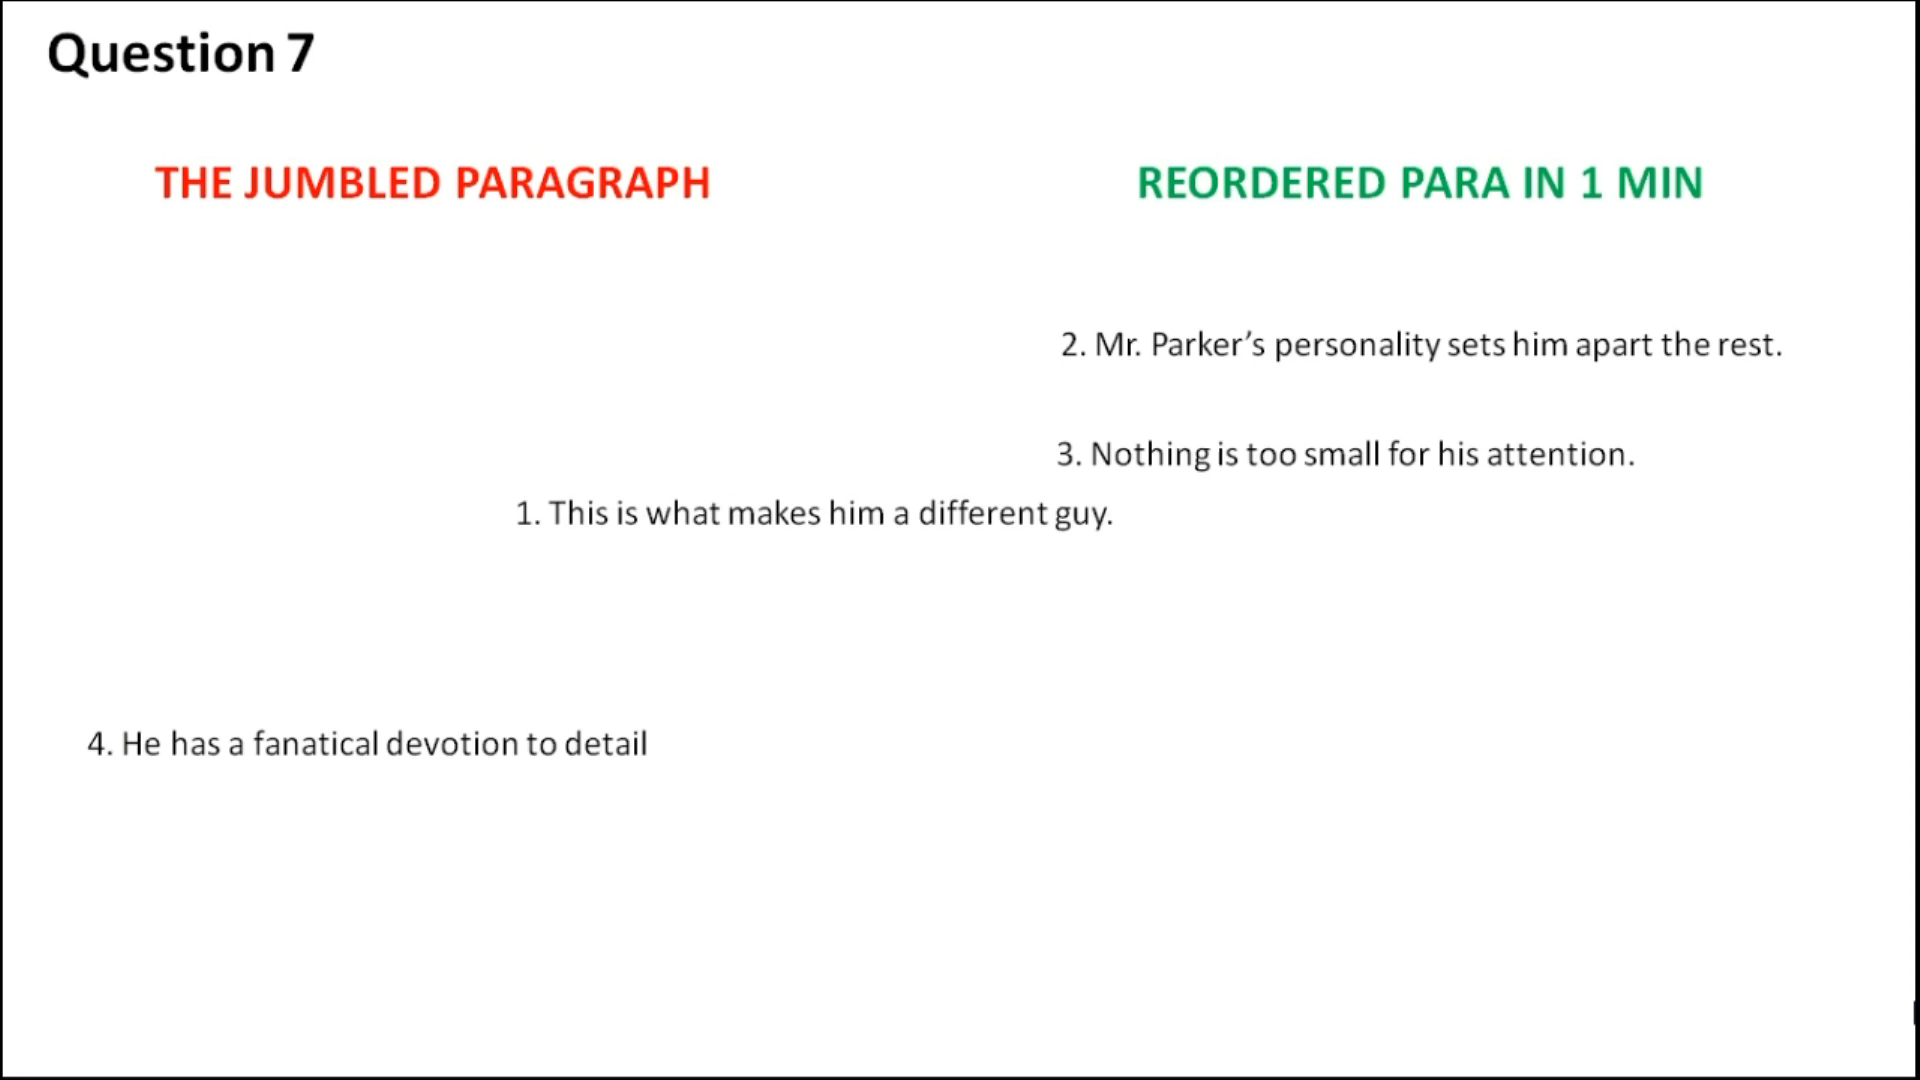 Question 7
THE JUMBLED PARAGRAPH
REORDERED PARA IN 1 MIN
2. Mr. Parker’s personality sets him apart the rest.
3. Nothing is too small for his attention.
1. This is what makes him a different guy.
4. He has a fanatical devotion to detail